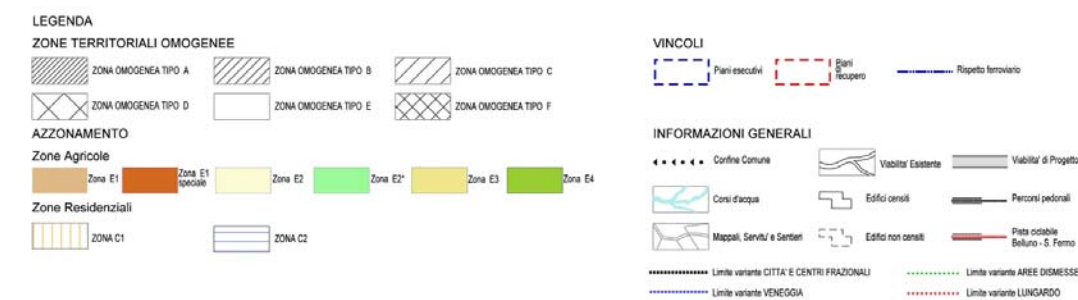 LEGENDA
ZONE TERRITORIALI OMOGENEE
ZONA OMOGENEA TIPO A
ZONA OMOGENEA TIPO B
ZONA OMOGENEA TIPO C
ZONA OMOGENEA TIPO D
ZONA OMOGENEA TIPO E
ZONA OMOGENEA TIPO F
AZZONAMENTO
Zone Agricole
Zona E1
Zona E1
speciale
Zona E2
Zona E2*
Zona E3
Zona E4
Zone Residenziali
ZONA C1
ZONA C2
VINCOLI
Piani esecutivi
Piani
di
recupero
Rispetto ferroviario
INFORMAZIONI GENERALI
Confine Comune
Viabilita' Esistente
Viabilita' di Progetto
Corsi d'acqua
Edifici censiti
Percorsi pedonali
Mappali, Servitu' e Sentieri
Edifici non censiti
Pista ciclabile
Belluno - S. Fermo
Limite variante CITTA' E CENTRI FRAZIONALI
Limite variante AREE DISMESSE
Limite variante VENEGGIA
Limite variante LUNGARDO